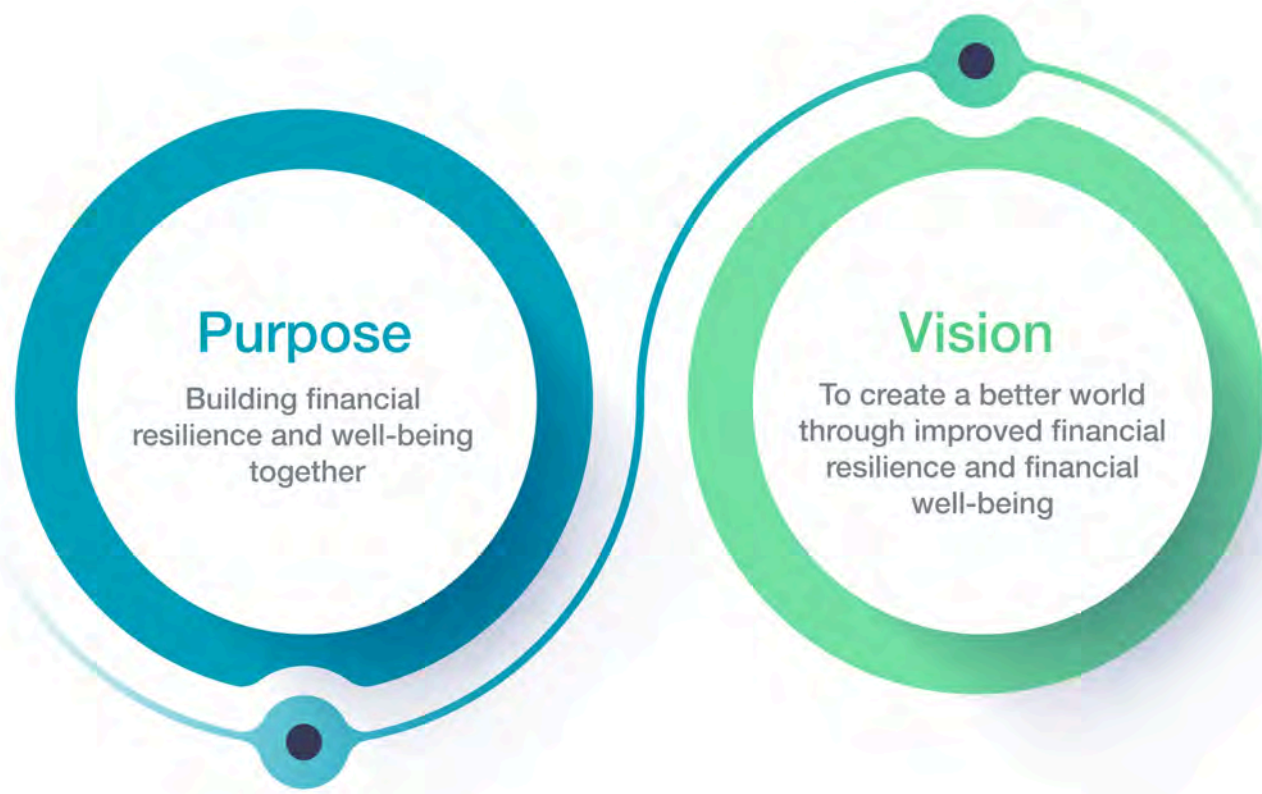 Purpose
Building financial
resilience and well-being
together
Vision
To create a better world
through improved financial
resilience and financial
well-being